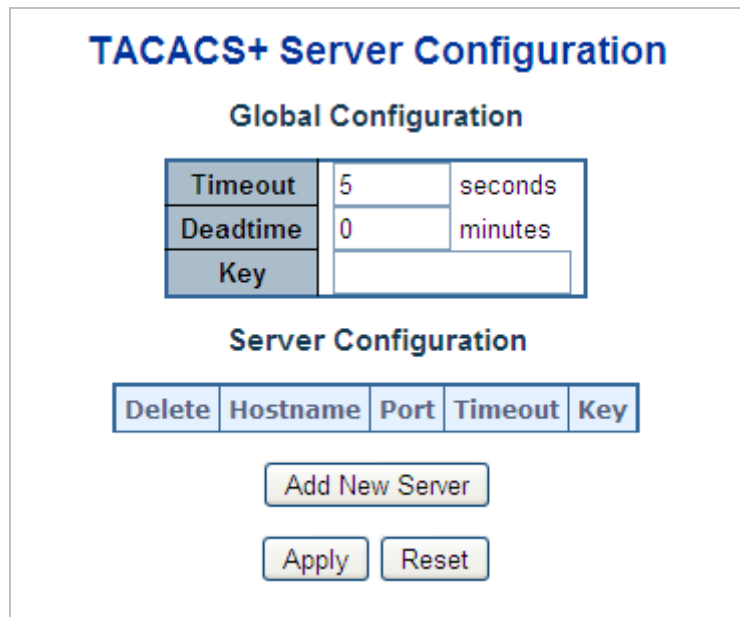 TACACS+ Server Configuration
Global Configuration
Timeout 5 seconds
Deadtime 0 minutes
Key
Server Configuration
Delete Hostname Port Timeout Key
Add New Server
Apply Reset